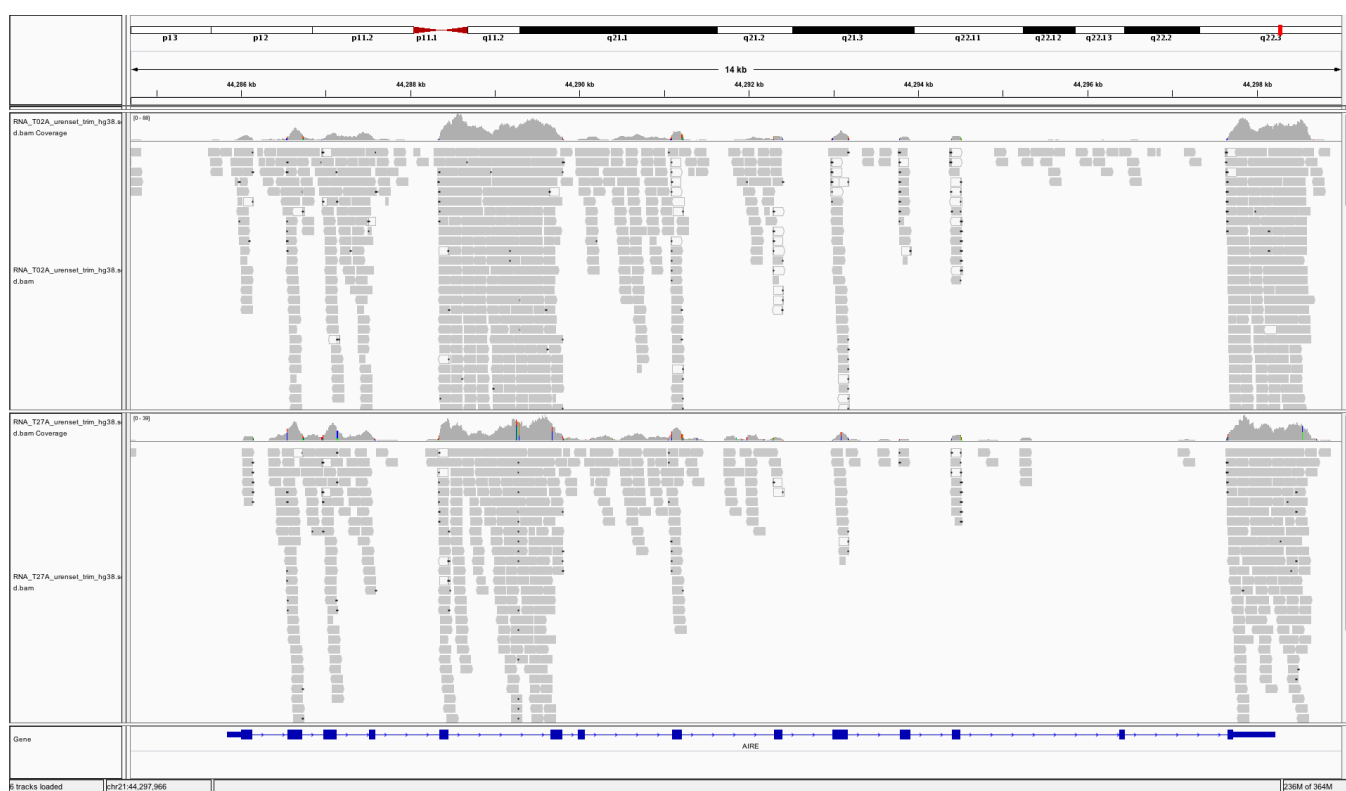 p13 p12 p11.2 p11.1 q11.2 q21.1 q21.2 q21.3 q22.11 q22.12 q22.13 q22.2 q22.3
14 kb
44,286 kb 44,288 kb 44,290 kb 44,292 kb 44,294 kb 44,296 kb 44,298 kb
RNA_T02A_urenset_trim_hg38.s
d.bam Coverage
[0 - 68]
RNA_T02A_urenset_trim_hg38.s
d.bam
RNA_T27A_urenset_trim_hg38.s
d.bam Coverage
[0 - 39]
RNA_T27A_urenset_trim_hg38.s
d.bam
Gene
AIRE
6 tracks loaded chr21:44,297,966 236M of 364M